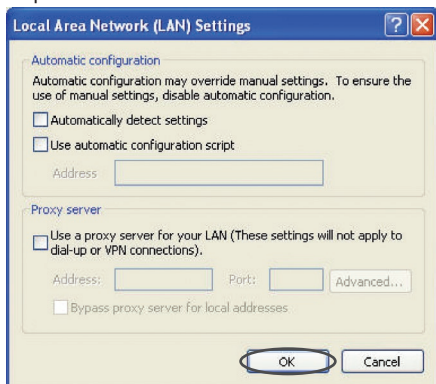 Local Area Network (LAN) Settings
Automatic configuration
Automatic configuration may override manual settings. To ensure the
use of manual settings, disable automatic configuration.
Automatically detect settings
Use automatic configuration script
Address
Proxy server
Use a proxy server for your LAN (These settings will not apply to
dial-up or VPN connections).
Address: Port: Advanced...
Bypass proxy server for local addresses
OK Cancel